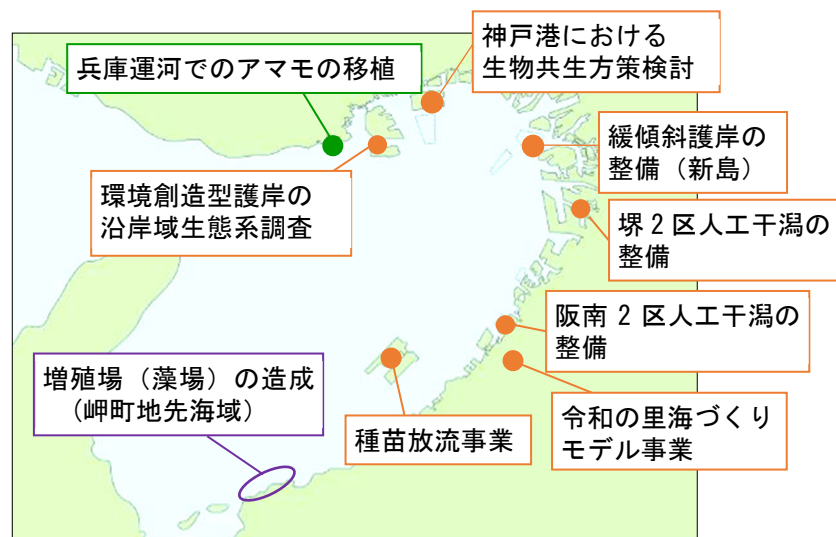 神戸港における
生物共生方策検討
兵庫運河でのアマモの移植
緩傾斜護岸の
整備（新島）
環境創造型護岸の
沿岸域生態系調査
堺２区人工干潟の
整備
阪南 2 区人工干潟の
整備
増殖場（藻場）の造成
（岬町地先海域）
種苗放流事業
令和の里海づくり
モデル事業